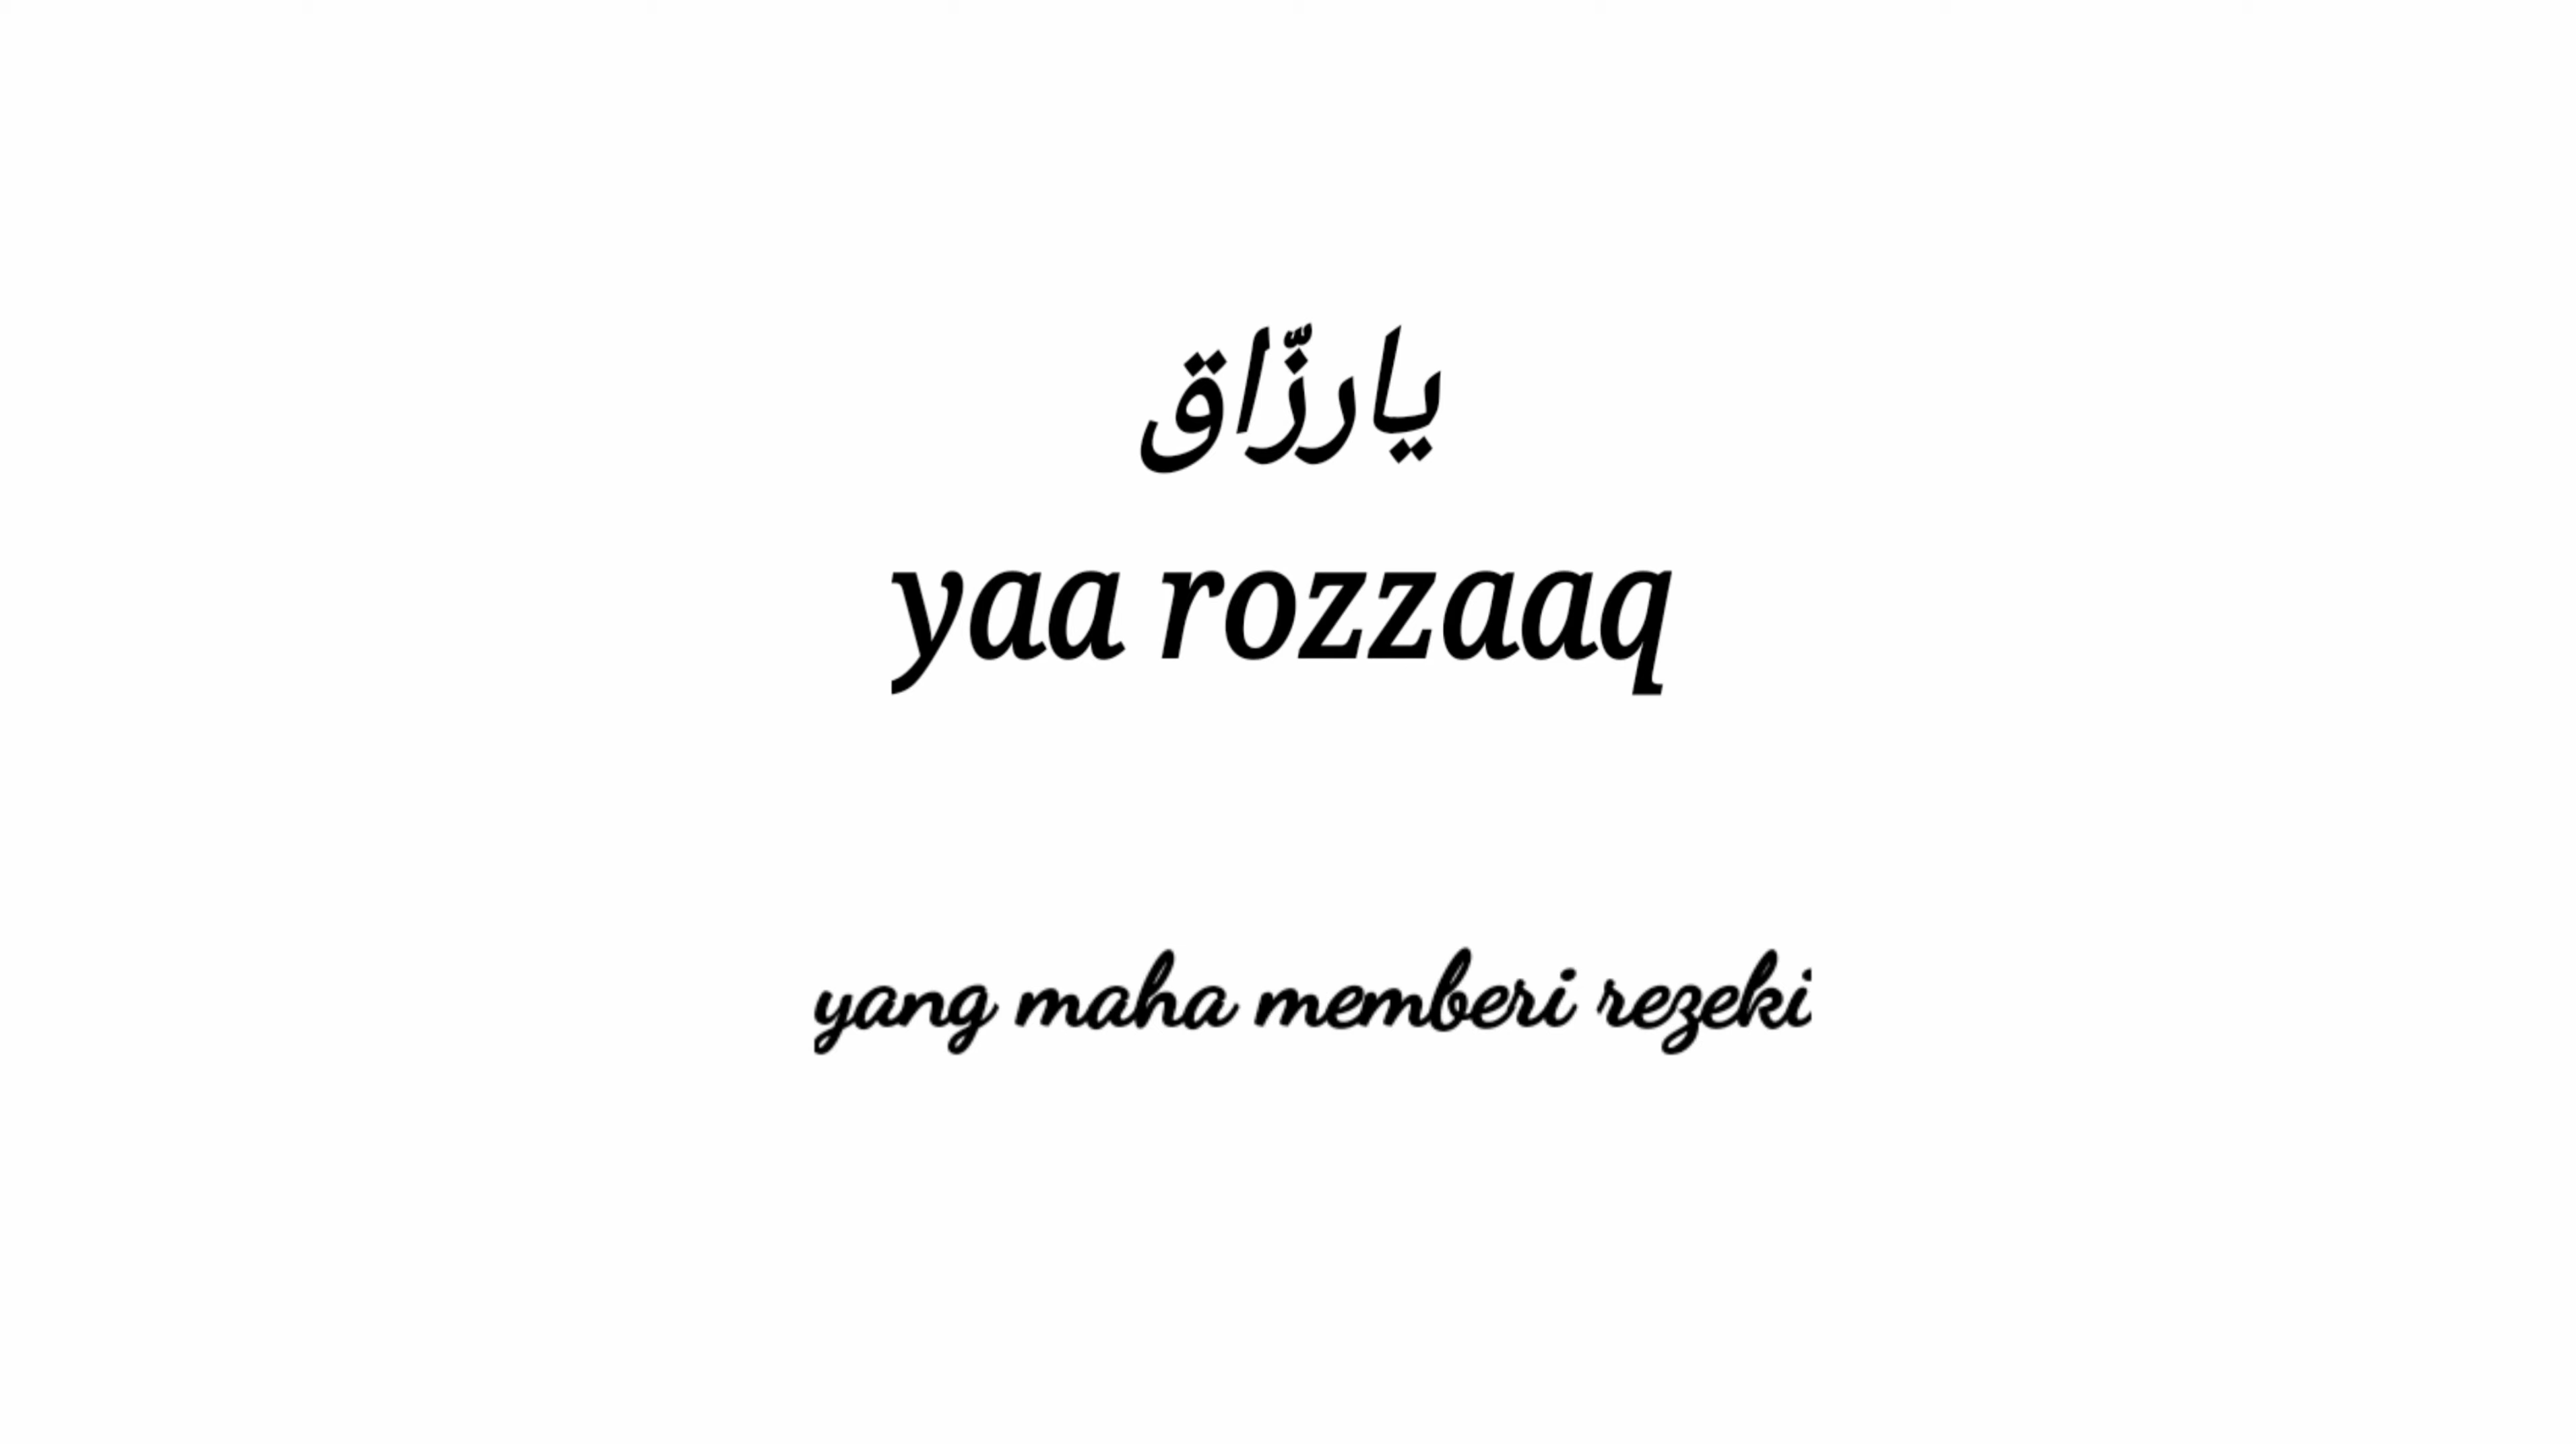 يارزّاق
yaa rozzaaq
yang maha memberi rezeki